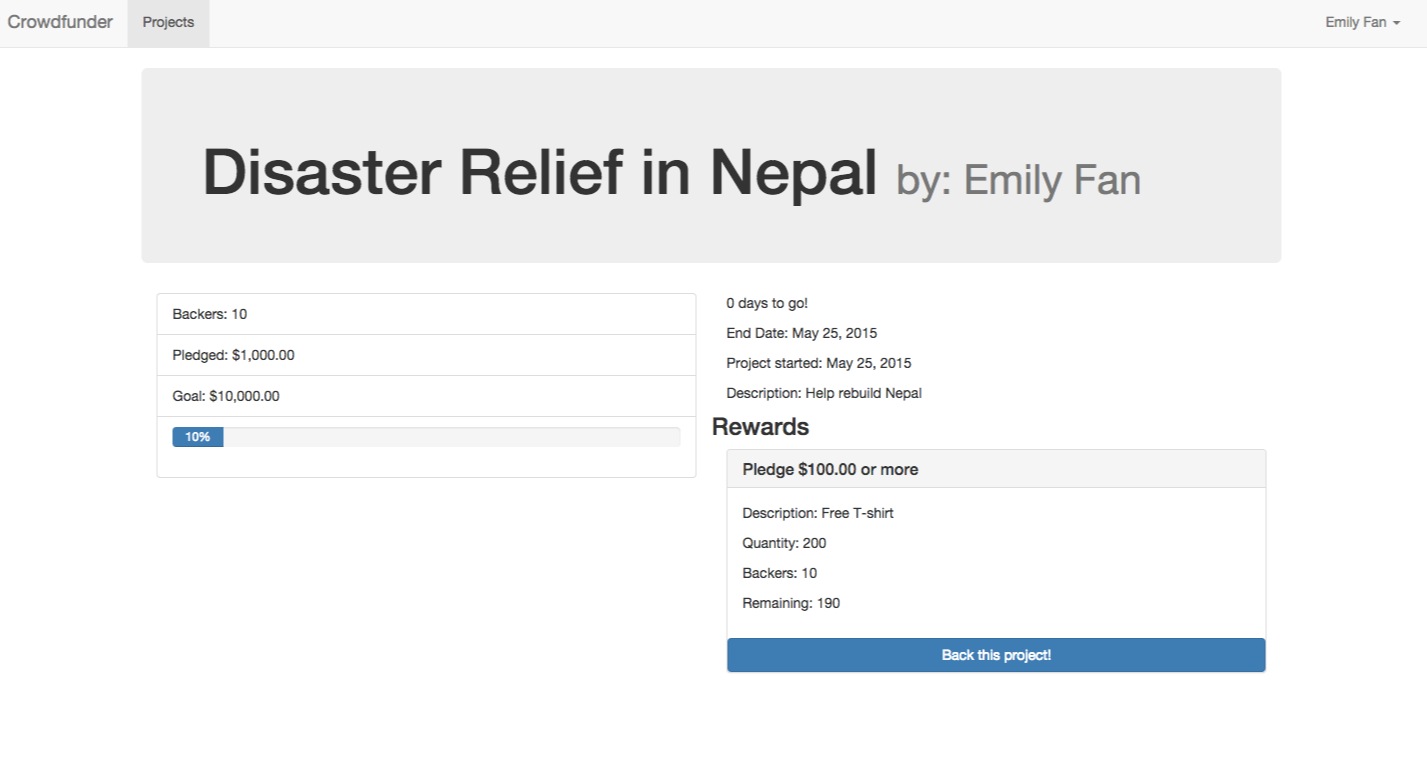 Crowdfunder Projects Emily Fan
Disaster Relief in Nepal by: Emily Fan
Backers: 10
Pledged: $1,000.00
Goal: $10,000.00
10%
0 days to go!
End Date: May 25, 2015
Project started: May 25, 2015
Description: Help rebuild Nepal
Rewards
Pledge $100.00 or more
Description: Free T-shirt
Quantity: 200
Backers: 10
Remaining: 190
Back this project!